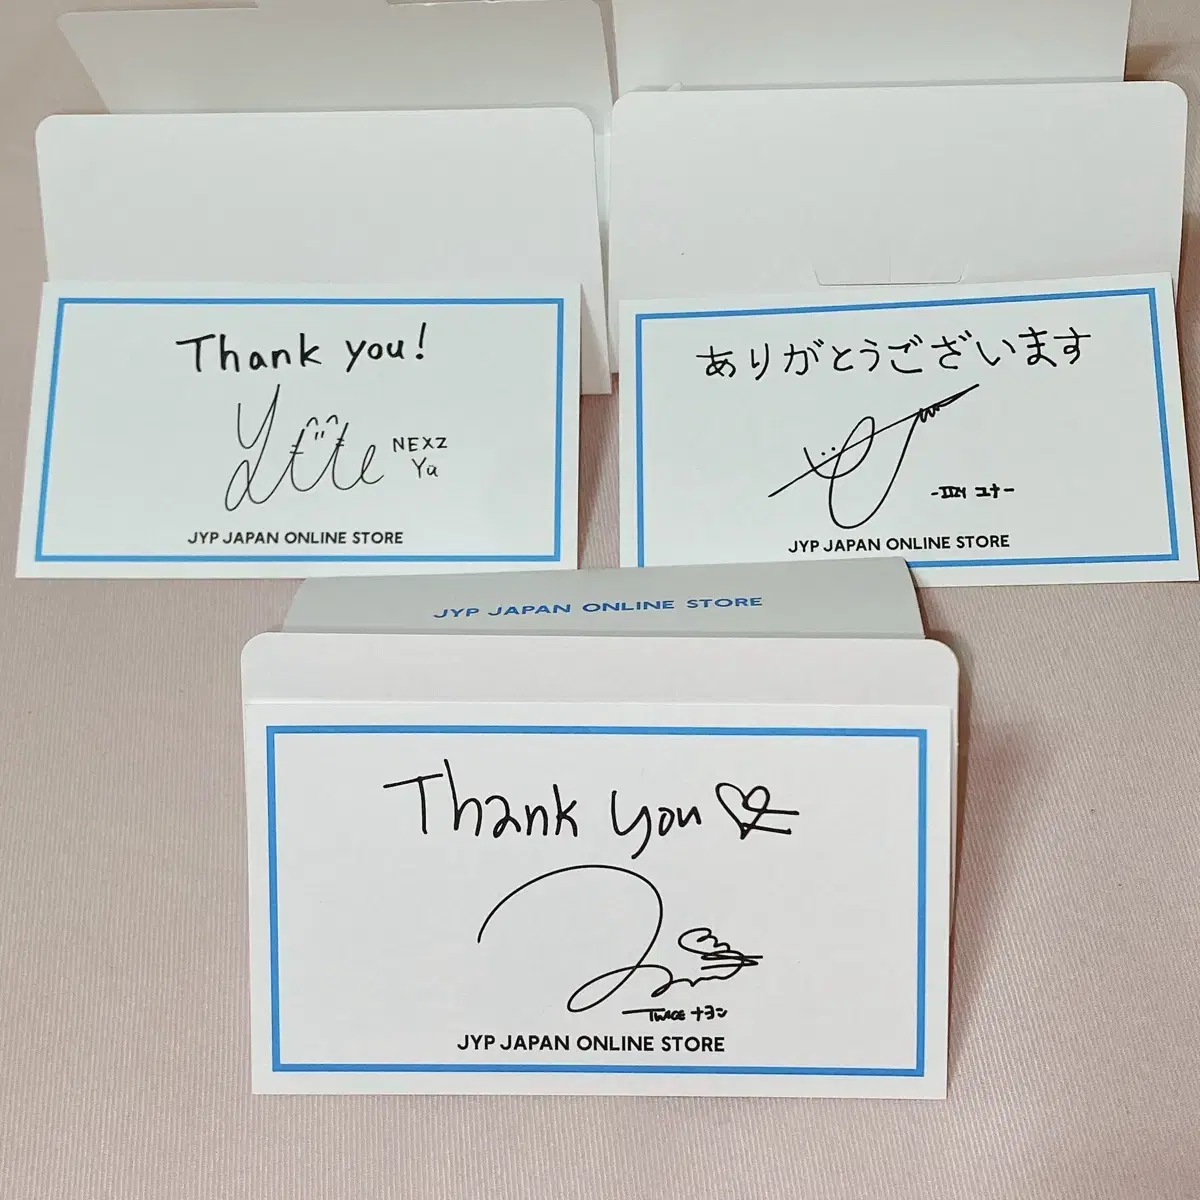 Thank you!
NEXZ
Yu
JYP JAPAN ONLINE STORE
ありがとうございます
-ITZY ユナ-
JYP JAPAN ONLINE STORE
JYP JAPAN ONLINE STORE
Thank you
TWICE ナヨン
JYP JAPAN ONLINE STORE